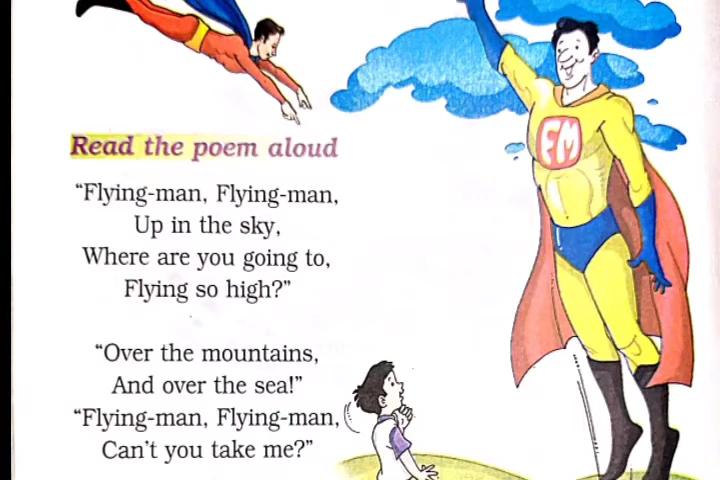 Read the poem aloud
“Flying-man, Flying-man,
Up in the sky,
Where are you going to,
Flying so high?”
“Over the mountains,
And over the sea!”
“Flying-man, Flying-man,
Can’t you take me?”
FM